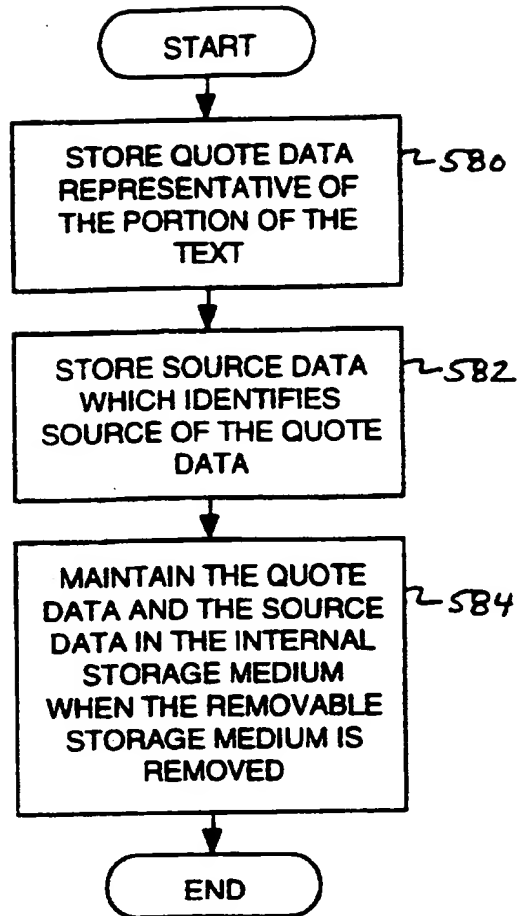 START
STORE QUOTE DATA
REPRESENTATIVE OF
THE PORTION OF THE
TEXT
580
STORE SOURCE DATA
WHICH IDENTIFIES
SOURCE OF THE QUOTE
DATA
582
MAINTAIN THE QUOTE
DATA AND THE SOURCE
DATA IN THE INTERNAL
STORAGE MEDIUM
WHEN THE REMOVABLE
STORAGE MEDIUM IS
REMOVED
584
END